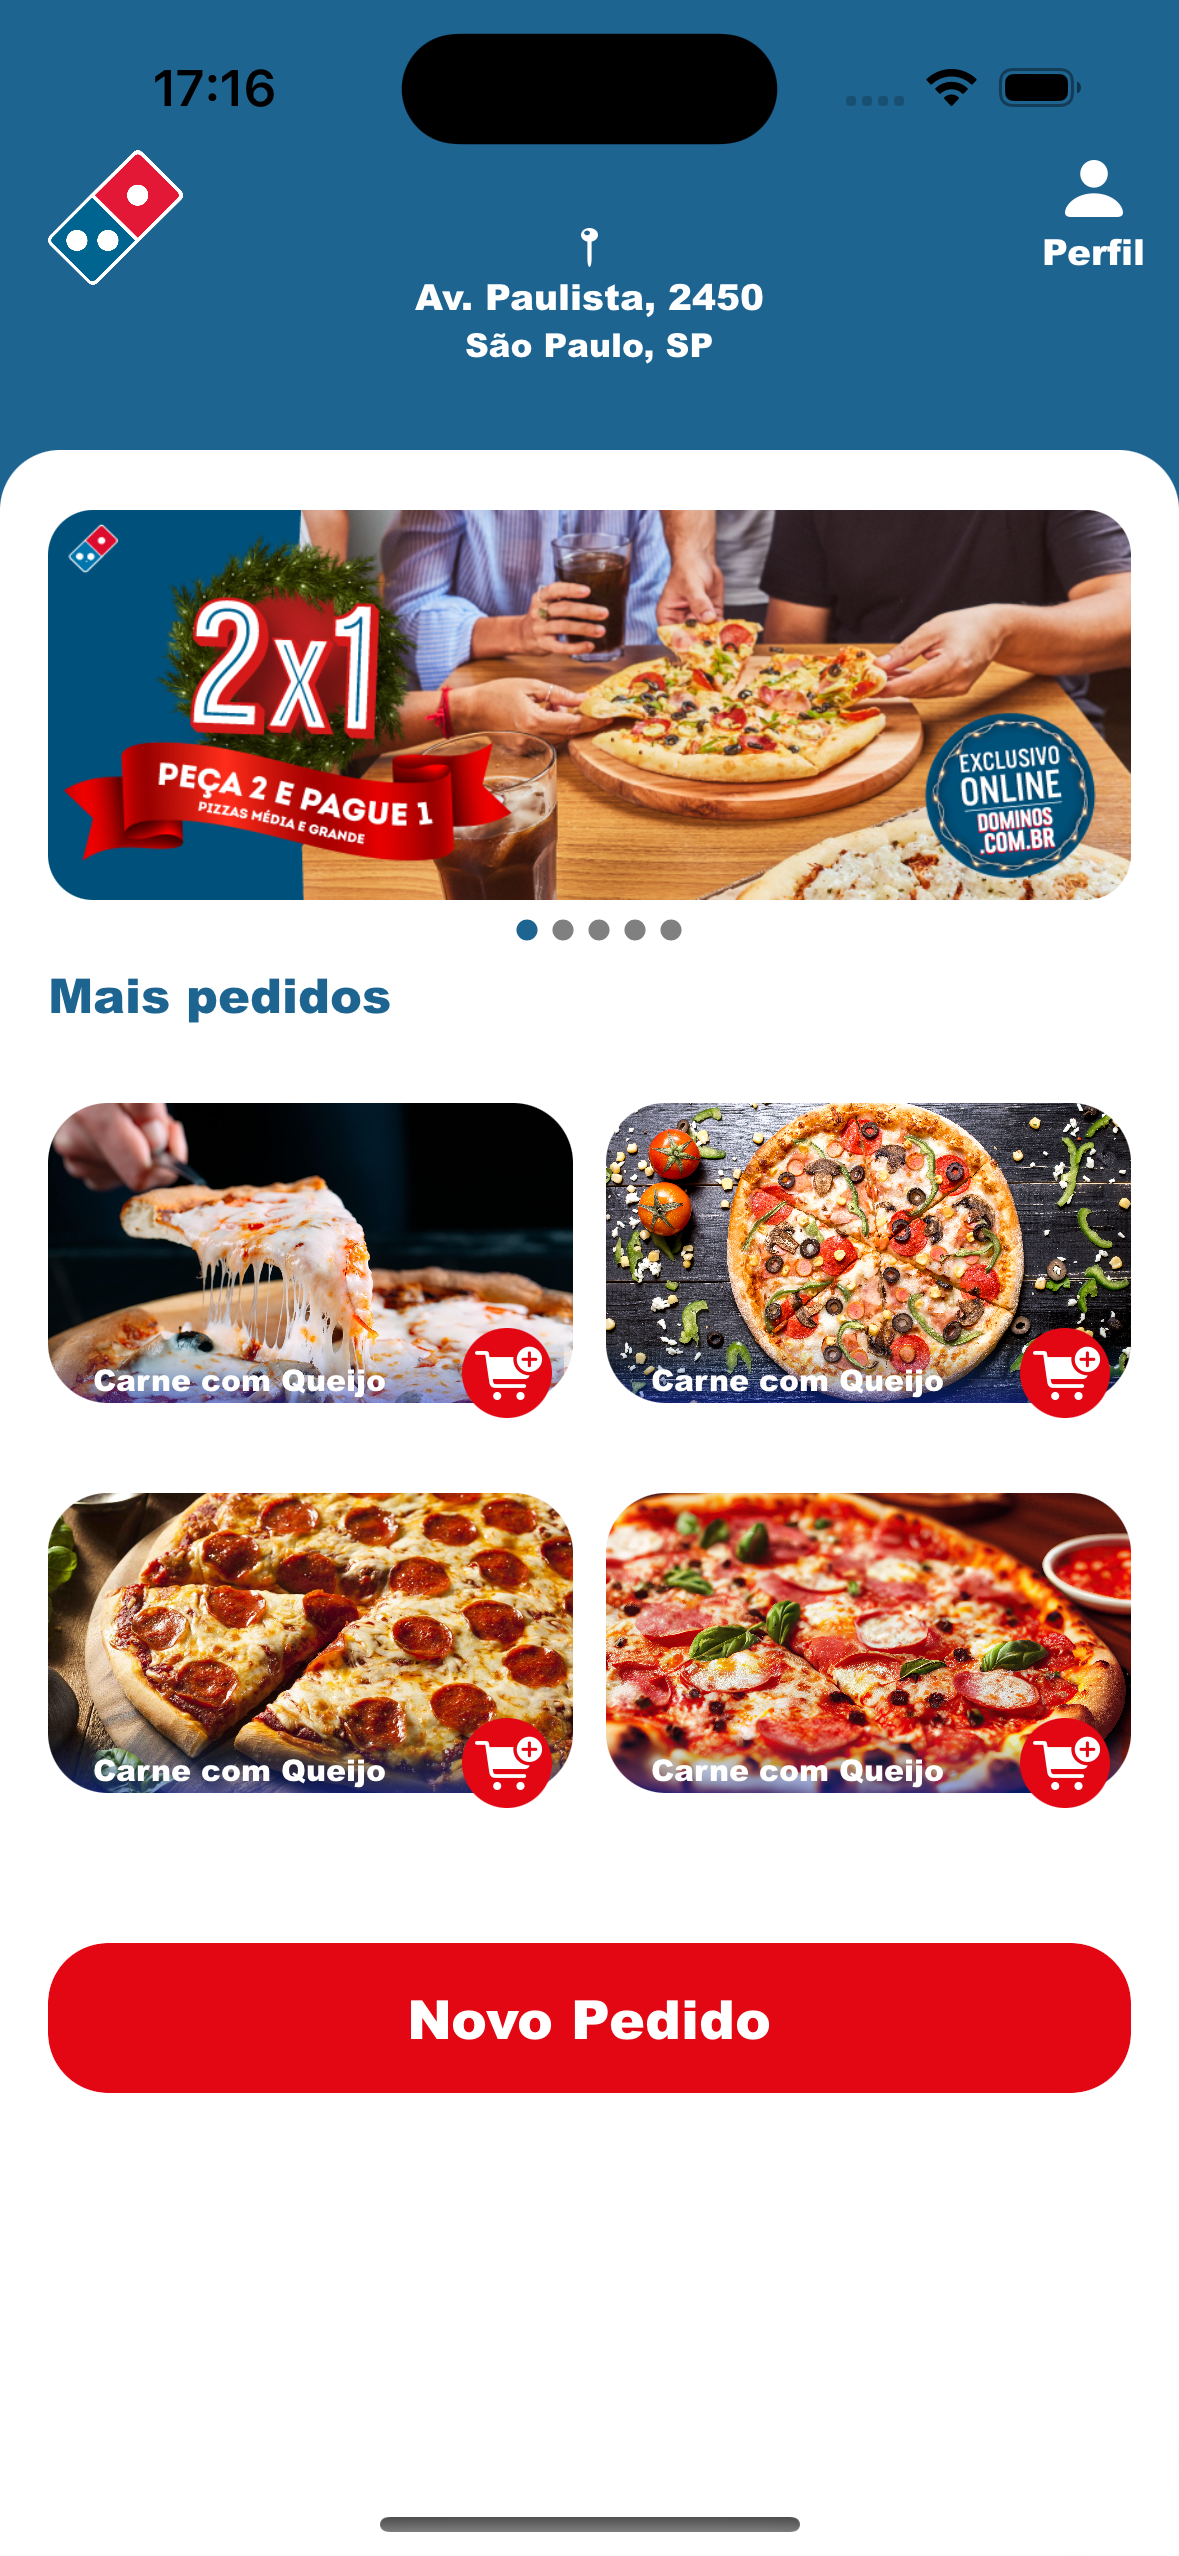 17:16
Perfil
Av. Paulista, 2450
São Paulo, SP
2x1
PEÇA 2 E PAGUE 1
PIZZAS MÉDIA E GRANDE
EXCLUSIVO
ONLINE
DOMINOS
.COM.BR
Mais pedidos
Carne com Queijo
Carne com Queijo
Carne com Queijo
Carne com Queijo
Novo Pedido